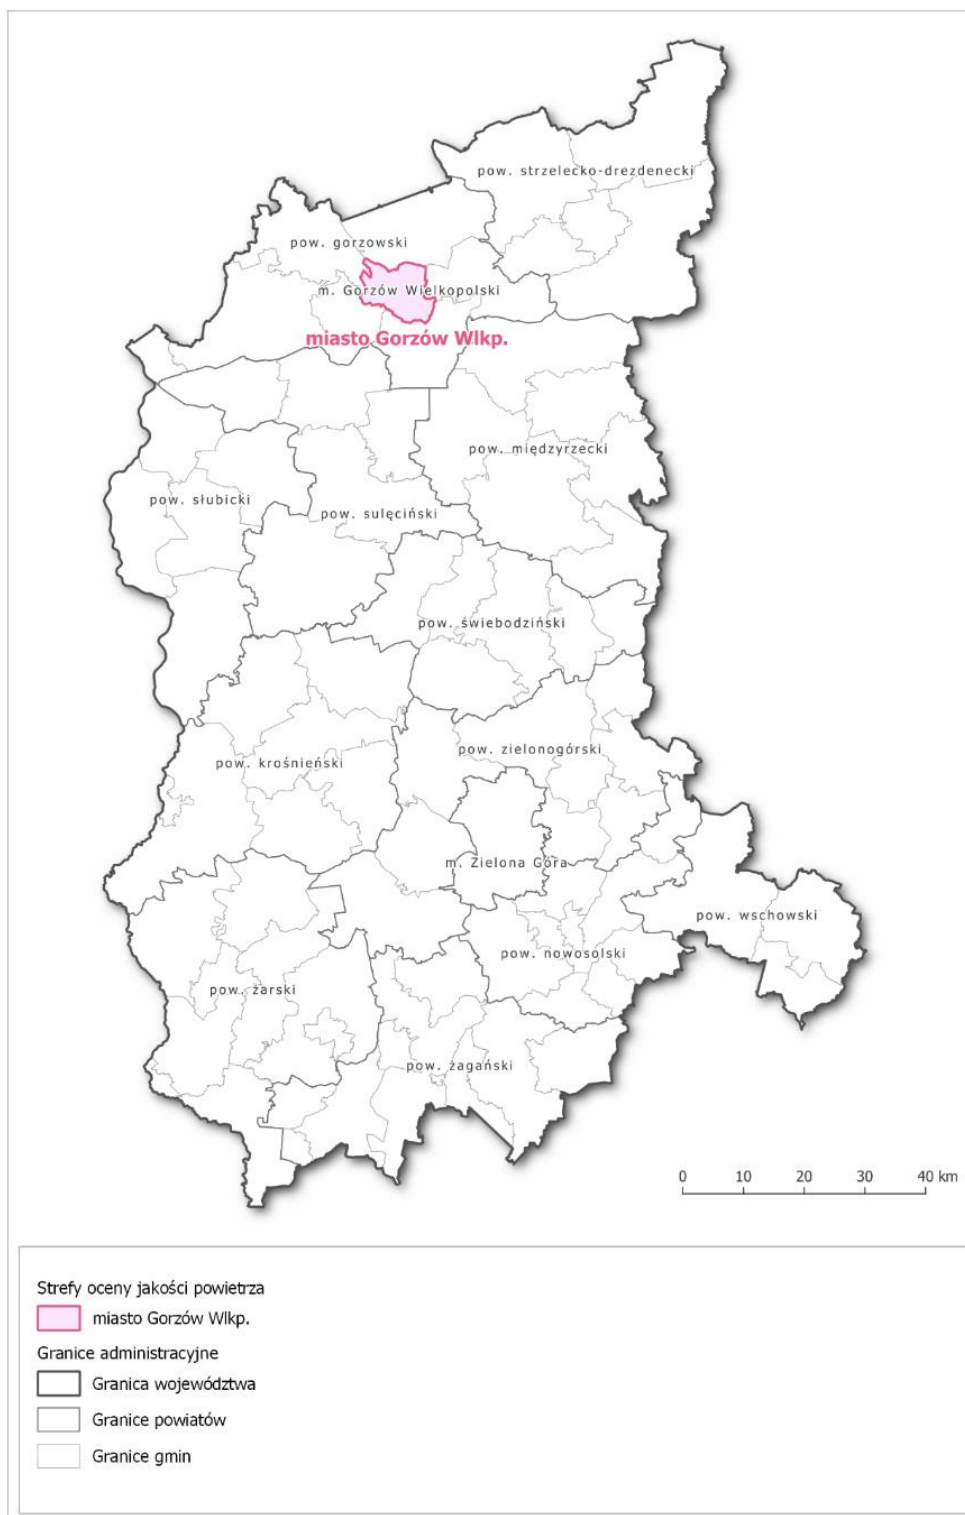 pow. strzelecko-drezdenecki
pow. gorzowski
m. Gorzów Wielkopolski
miasto Gorzów Wlkp.
pow. międzyrzecki
pow. słubicki
pow. sulęciński
pow. świebodziński
pow. zielonogórski
pow. krośnieński
m. Zielona Góra
pow. wschowski
pow. nowosolski
pow. żarski
pow. żagański
0 10 20 30 40 km
Strefy oceny jakości powietrza
miasto Gorzów Wlkp.
Granice administracyjne
Granica województwa
Granice powiatów
Granice gmin